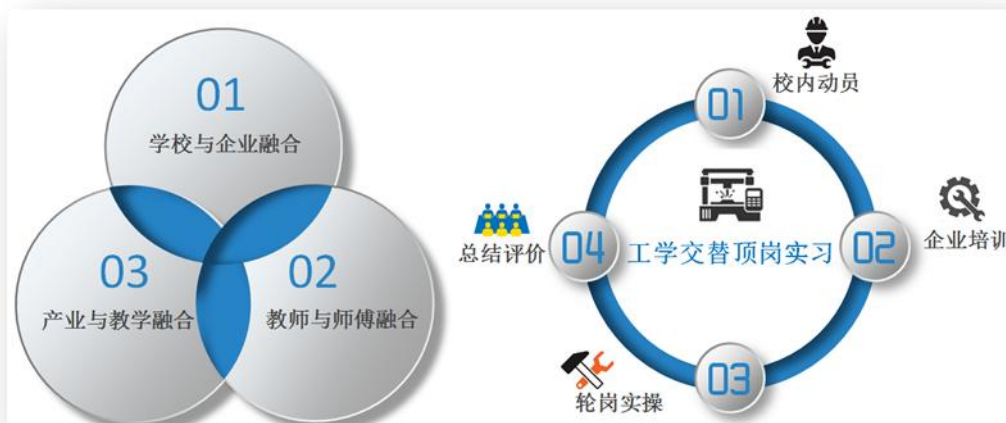 01
学校与企业融合
03
产业与教学融合
02
教师与师傅融合
01
校内动员
02
企业培训
03
轮岗实操
04
总结评价
工学交替顶岗实习